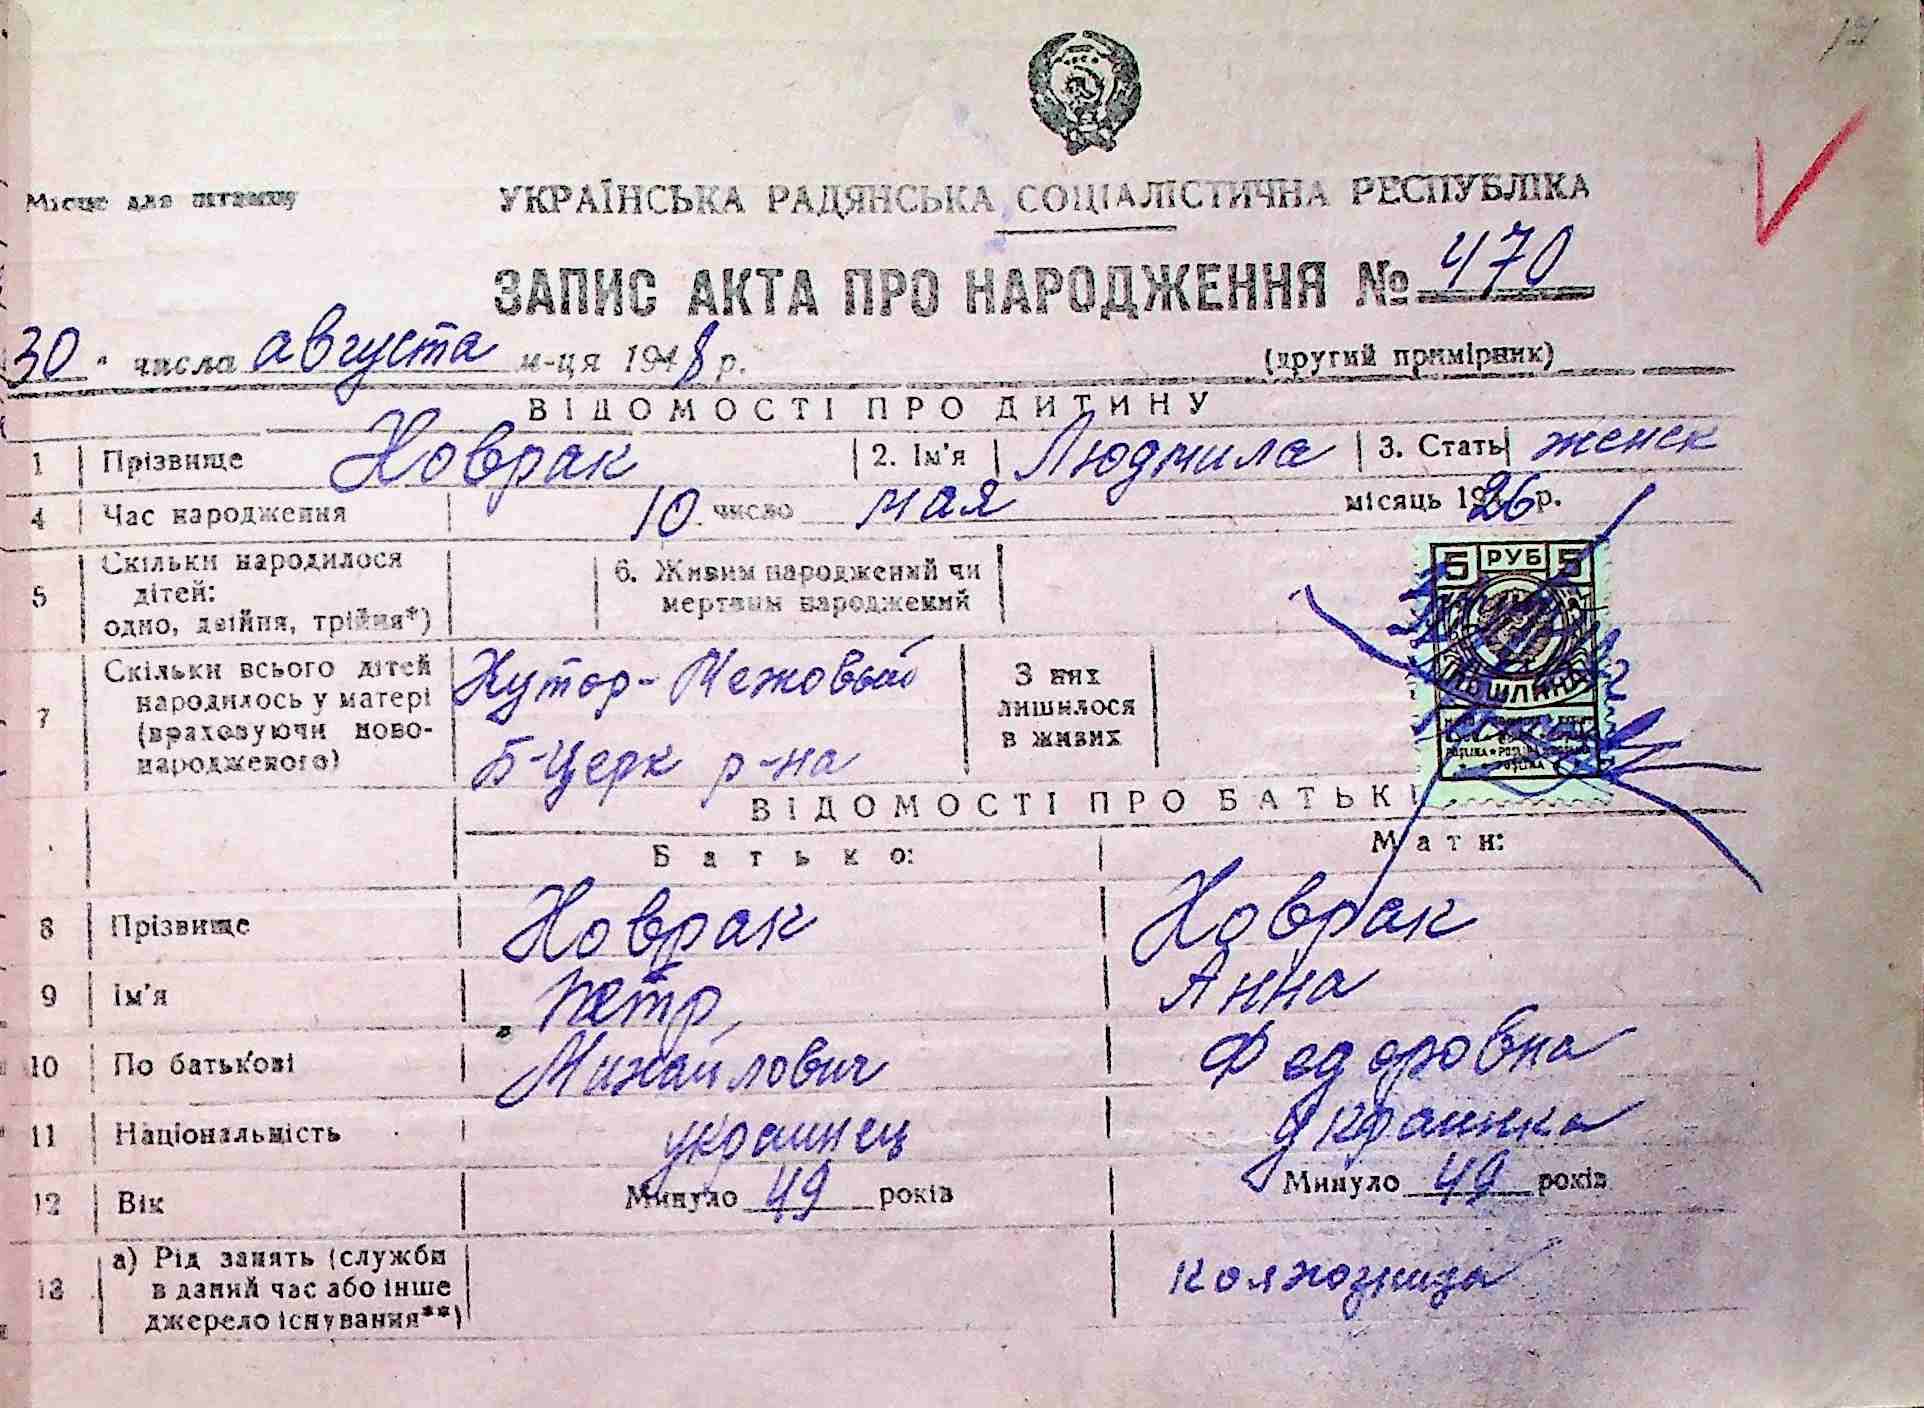 Місце для штампу
УКРАЇНСЬКА РАДЯНСЬКА СОЦІАЛІСТИЧНА РЕСПУБЛІКА
ЗАПИС АКТА ПРО НАРОДЖЕННЯ № 470
30 числа августа м-ця 1948 р. (другий примірник)
ВІДОМОСТІ ПРО ДИТИНУ
1 Прізвище Ховрак 2. Ім'я Людмила 3. Стать женск
4 Час народження 10 число мая місяць 1926 р.
5 Скільки народилося дітей: одно, двійня, трійня*) 6. Живим народжений чи мертвим народжений
5 РУБ 5
7 Скільки всього дітей народилось у матері (враховуючи новонародженого) Хутор-Межовый Б-Церк р-на З них лишилося в живих
ВІДОМОСТІ ПРО БАТЬКІ
Батько: Мати:
8 Прізвище Ховрак Ховрак
9 Ім'я Петр Анна
10 По батькові Михайлович Федоровна
11 Національність украинец украинка
12 Вік Минуло 49 років Минуло 49 років
13 а) Рід занять (служби в даний час або інше джерело існування**) колхозница